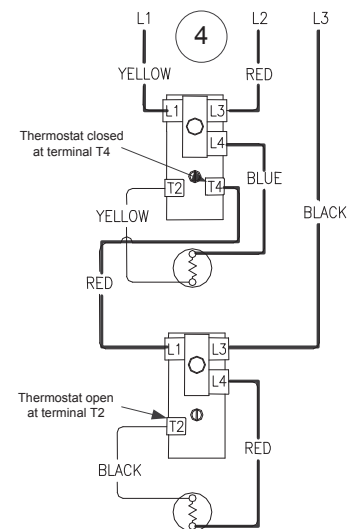 L1 4 L2 L3
YELLOW RED
L1 L3
L4
Thermostat closed
at terminal T4
T2 T4
BLUE
YELLOW
BLACK
RED
L1 L3
L4
Thermostat open
at terminal T2
T2
RED
BLACK